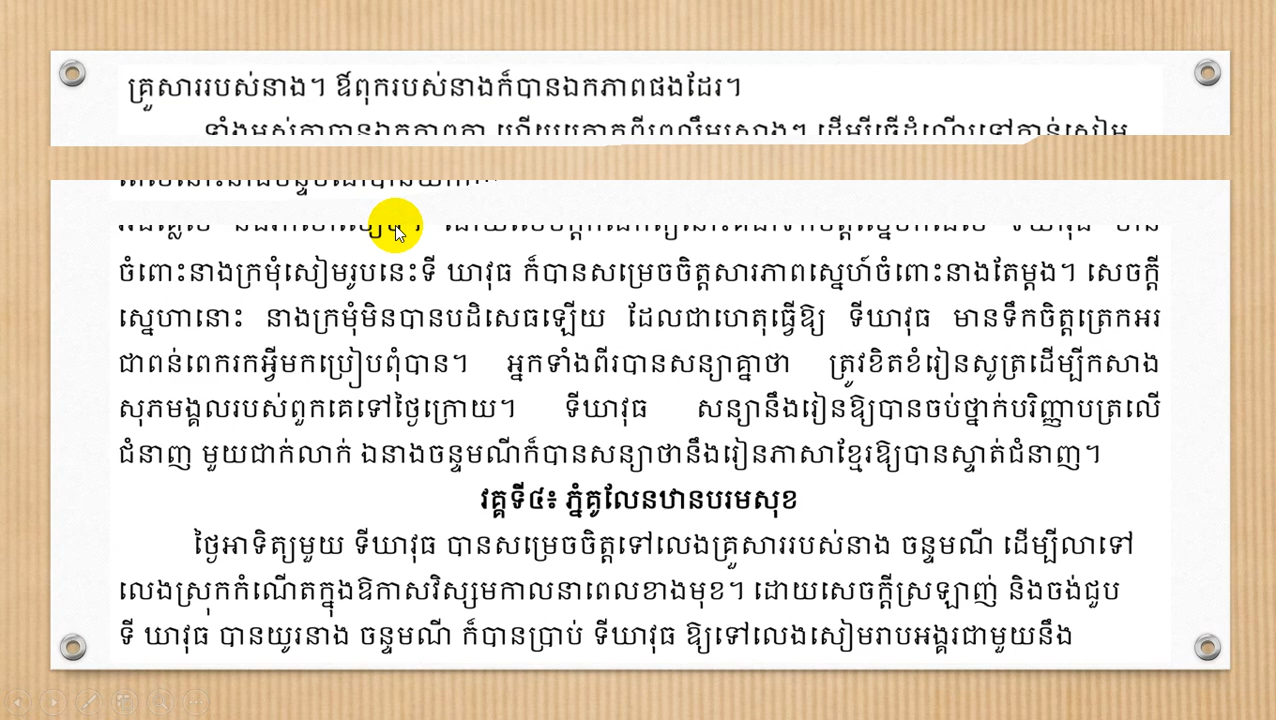 គ្រួសាររបស់នាង។ ឪពុករបស់នាងក៏បានឯកភាពផងដែរ។
ចំពោះនាងក្រមុំសៀមរូបនេះទី ឃាវុធ ក៏បានសម្រេចចិត្តសារភាពស្នេហ៍ចំពោះនាងតែម្តង។ សេចក្តី
ស្នេហានោះ នាងក្រមុំមិនបានបដិសេធឡើយ ដែលជាហេតុធ្វើឱ្យ ទីឃាវុធ មានទឹកចិត្តត្រេកអរ
ជាពន់ពេករកអ្វីមកប្រៀបពុំបាន។ អ្នកទាំងពីរបានសន្យាគ្នាថា ត្រូវខិតខំរៀនសូត្រដើម្បីកសាង
សុភមង្គលរបស់ពួកគេទៅថ្ងៃក្រោយ។ ទីឃាវុធ សន្យានឹងរៀនឱ្យបានចប់ថ្នាក់បរិញ្ញាបត្រលើ
ជំនាញ មួយជាក់លាក់ ឯនាងចន្ទមណីក៏បានសន្យាថានឹងរៀនភាសាខ្មែរឱ្យបានស្ទាត់ជំនាញ។
វគ្គទី៤៖ ភ្នំគូលែនឋានបរមសុខ
ថ្ងៃអាទិត្យមួយ ទីឃាវុធ បានសម្រេចចិត្តទៅលេងគ្រួសាររបស់នាង ចន្ទមណី ដើម្បីលាទៅ
លេងស្រុកកំណើតក្នុងឱកាសវិស្សមកាលនាពេលខាងមុខ។ ដោយសេចក្តីស្រឡាញ់ និងចង់ជួប
ទី ឃាវុធ បានយូរនាង ចន្ទមណី ក៏បានប្រាប់ ទីឃាវុធ ឱ្យទៅលេងសៀមរាបអង្គរជាមួយនឹង